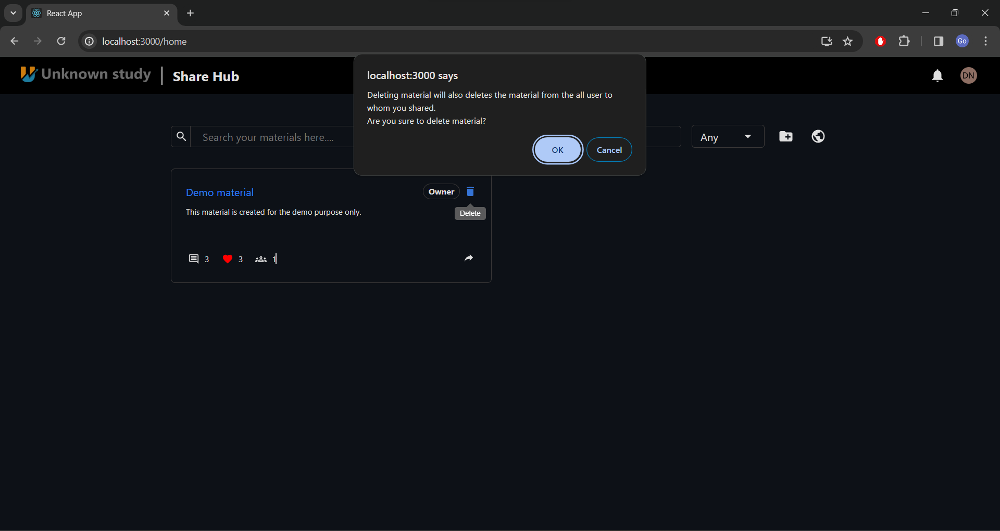 React App
localhost:3000/home
Go
Unknown study
Share Hub
DN
localhost:3000 says
Deleting material will also deletes the material from the all user to
whom you shared.
Are you sure to delete material?
OK
Cancel
Search your materials here....
Any
Demo material
Owner
This material is created for the demo purpose only.
Delete
3
3
1